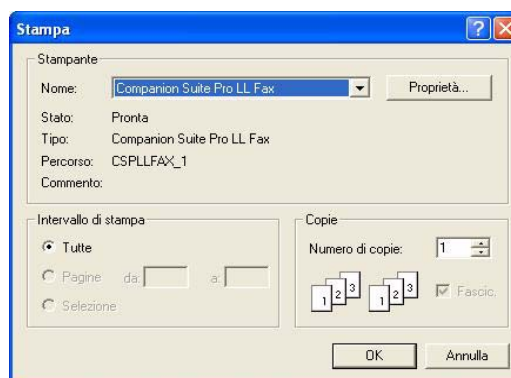 Stampa
Stampante
Nome: Companion Suite Pro LL Fax Proprietà...
Stato: Pronta
Tipo: Companion Suite Pro LL Fax
Percorso: CSPLLFAX_1
Commento:
Intervallo di stampa
Tutte
Pagine da: a:
Selezione
Copie
Numero di copie: 1
1 2 3 1 2 3
Fascic.
OK Annulla